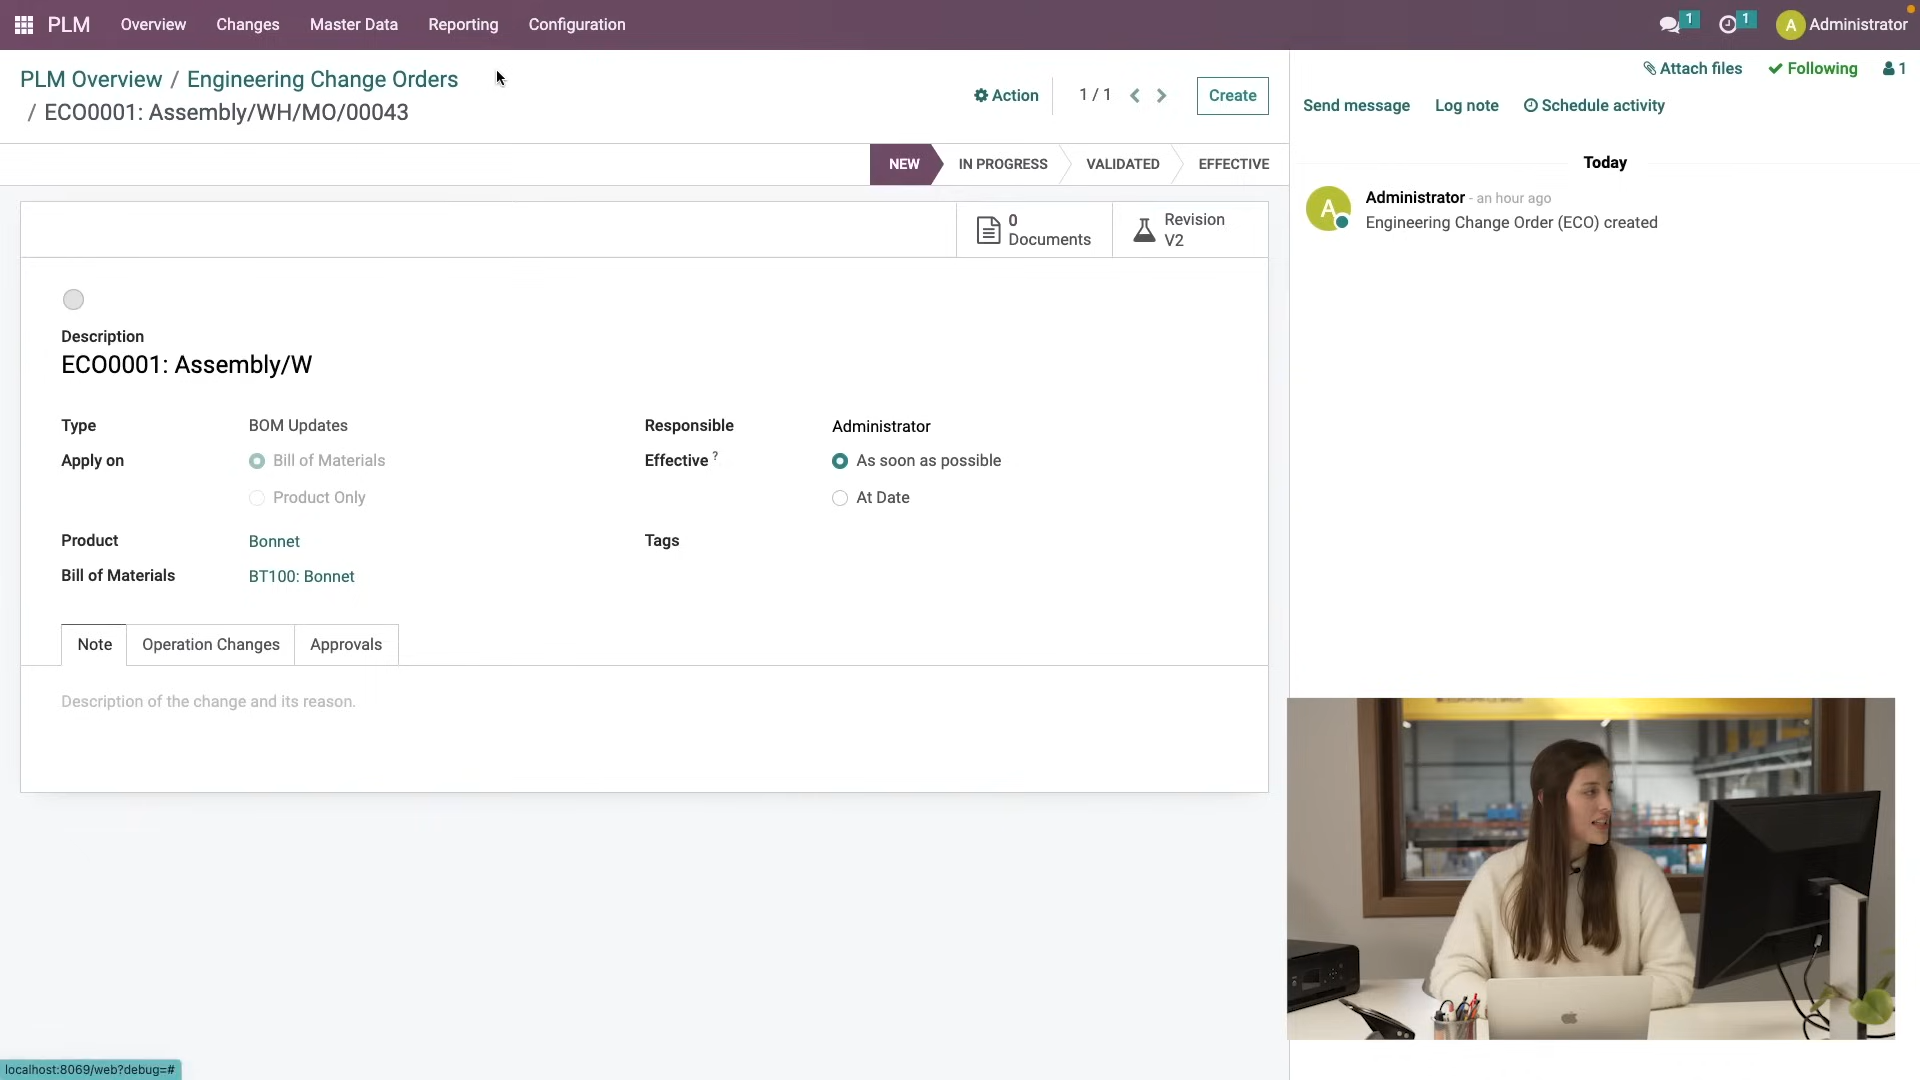 PLM
Overview
Changes
Master Data
Reporting
Configuration
1
1
A
Administrator
PLM Overview / Engineering Change Orders
/ ECO0001: Assembly/WH/MO/00043
Action
1 / 1
Create
Attach files
Following
1
Send message
Log note
Schedule activity
NEW
IN PROGRESS
VALIDATED
EFFECTIVE
Today
A
Administrator - an hour ago
Engineering Change Order (ECO) created
0
Documents
Revision
V2
Description
ECO0001: Assembly/W
Type
BOM Updates
Responsible
Administrator
Apply on
Bill of Materials
Effective ?
As soon as possible
Product Only
At Date
Product
Bonnet
Tags
Bill of Materials
BT100: Bonnet
Note
Operation Changes
Approvals
Description of the change and its reason.
localhost:8069/web?debug=#